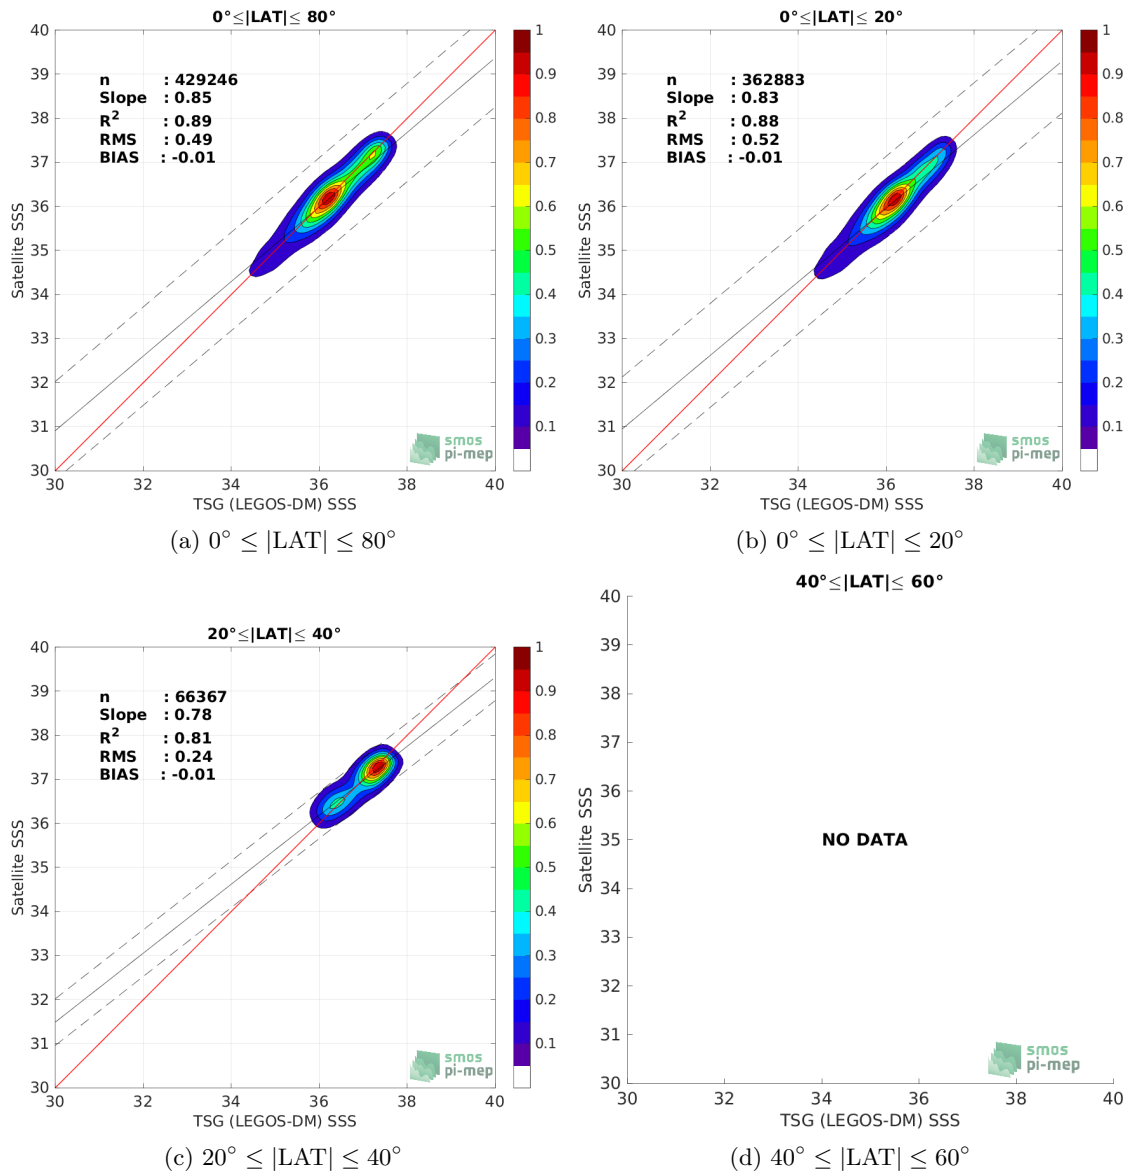 0°≤|LAT|≤ 80°
n : 429246
Slope : 0.85
R² : 0.89
RMS : 0.49
BIAS : -0.01
40
39
38
37
36
35
34
33
32
31
30
30 32 34 36 38 40
Satellite SSS
TSG (LEGOS-DM) SSS
1
0.9
0.8
0.7
0.6
0.5
0.4
0.3
0.2
0.1
smos
pi-mep
(a) 0° ≤ |LAT| ≤ 80°
0°≤|LAT|≤ 20°
n : 362883
Slope : 0.83
R² : 0.88
RMS : 0.52
BIAS : -0.01
40
39
38
37
36
35
34
33
32
31
30
30 32 34 36 38 40
Satellite SSS
TSG (LEGOS-DM) SSS
1
0.9
0.8
0.7
0.6
0.5
0.4
0.3
0.2
0.1
smos
pi-mep
(b) 0° ≤ |LAT| ≤ 20°
20°≤|LAT|≤ 40°
n : 66367
Slope : 0.78
R² : 0.81
RMS : 0.24
BIAS : -0.01
40
39
38
37
36
35
34
33
32
31
30
30 32 34 36 38 40
Satellite SSS
TSG (LEGOS-DM) SSS
1
0.9
0.8
0.7
0.6
0.5
0.4
0.3
0.2
0.1
smos
pi-mep
(c) 20° ≤ |LAT| ≤ 40°
40°≤|LAT|≤ 60°
40
39
38
37
36
35
34
33
32
31
30
30 32 34 36 38 40
Satellite SSS
NO DATA
TSG (LEGOS-DM) SSS
smos
pi-mep
(d) 40° ≤ |LAT| ≤ 60°